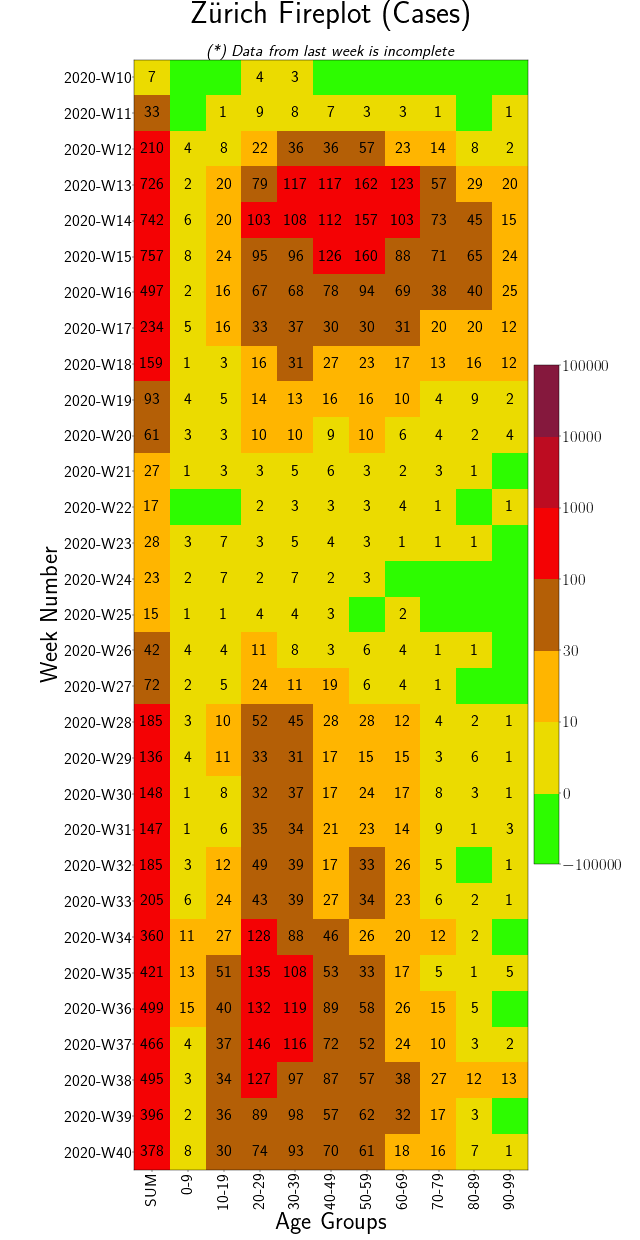 Zürich Fireplot (Cases)
(*) Data from last week is incomplete
2020-W10 7 4 3
2020-W11 33 1 9 8 7 3 3 1 1
2020-W12 210 4 8 22 36 36 57 23 14 8 2
2020-W13 726 2 20 79 117 117 162 123 57 29 20
2020-W14 742 6 20 103 108 112 157 103 73 45 15
2020-W15 757 8 24 95 96 126 160 88 71 65 24
2020-W16 497 2 16 67 68 78 94 69 38 40 25
2020-W17 234 5 16 33 37 30 30 31 20 20 12
2020-W18 159 1 3 16 31 27 23 17 13 16 12
2020-W19 93 4 5 14 13 16 16 10 4 9 2
2020-W20 61 3 3 10 10 9 10 6 4 2 4
2020-W21 27 1 3 3 5 6 3 2 3 1
2020-W22 17 2 3 3 3 4 1 1
2020-W23 28 3 7 3 5 4 3 1 1 1
2020-W24 23 2 7 2 7 2 3
2020-W25 15 1 1 4 4 3 2
2020-W26 42 4 4 11 8 3 6 4 1 1
2020-W27 72 2 5 24 11 19 6 4 1
2020-W28 185 3 10 52 45 28 28 12 4 2 1
2020-W29 136 4 11 33 31 17 15 15 3 6 1
2020-W30 148 1 8 32 37 17 24 17 8 3 1
2020-W31 147 1 6 35 34 21 23 14 9 1 3
2020-W32 185 3 12 49 39 17 33 26 5 1
2020-W33 205 6 24 43 39 27 34 23 6 2 1
2020-W34 360 11 27 128 88 46 26 20 12 2
2020-W35 421 13 51 135 108 53 33 17 5 1 5
2020-W36 499 15 40 132 119 89 58 26 15 5
2020-W37 466 4 37 146 116 72 52 24 10 3 2
2020-W38 495 3 34 127 97 87 57 38 27 12 13
2020-W39 396 2 36 89 98 57 62 32 17 3
2020-W40 378 8 30 74 93 70 61 18 16 7 1
SUM 0-9 10-19 20-29 30-39 40-49 50-59 60-69 70-79 80-89 90-99
Age Groups
Week Number
100000
10000
1000
100
30
10
0
−100000